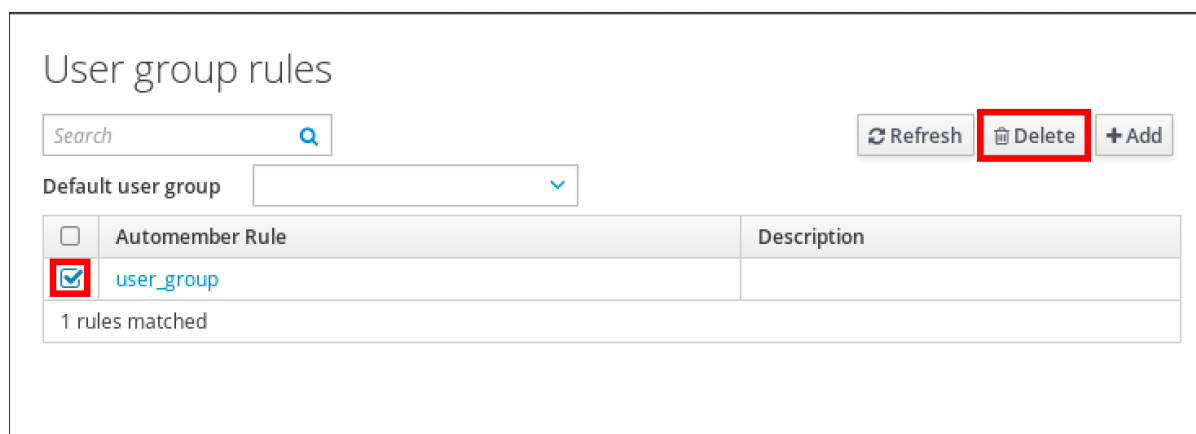 User group rules
Search
Refresh Delete Add
Default user group
Automember Rule Description
user_group
1 rules matched